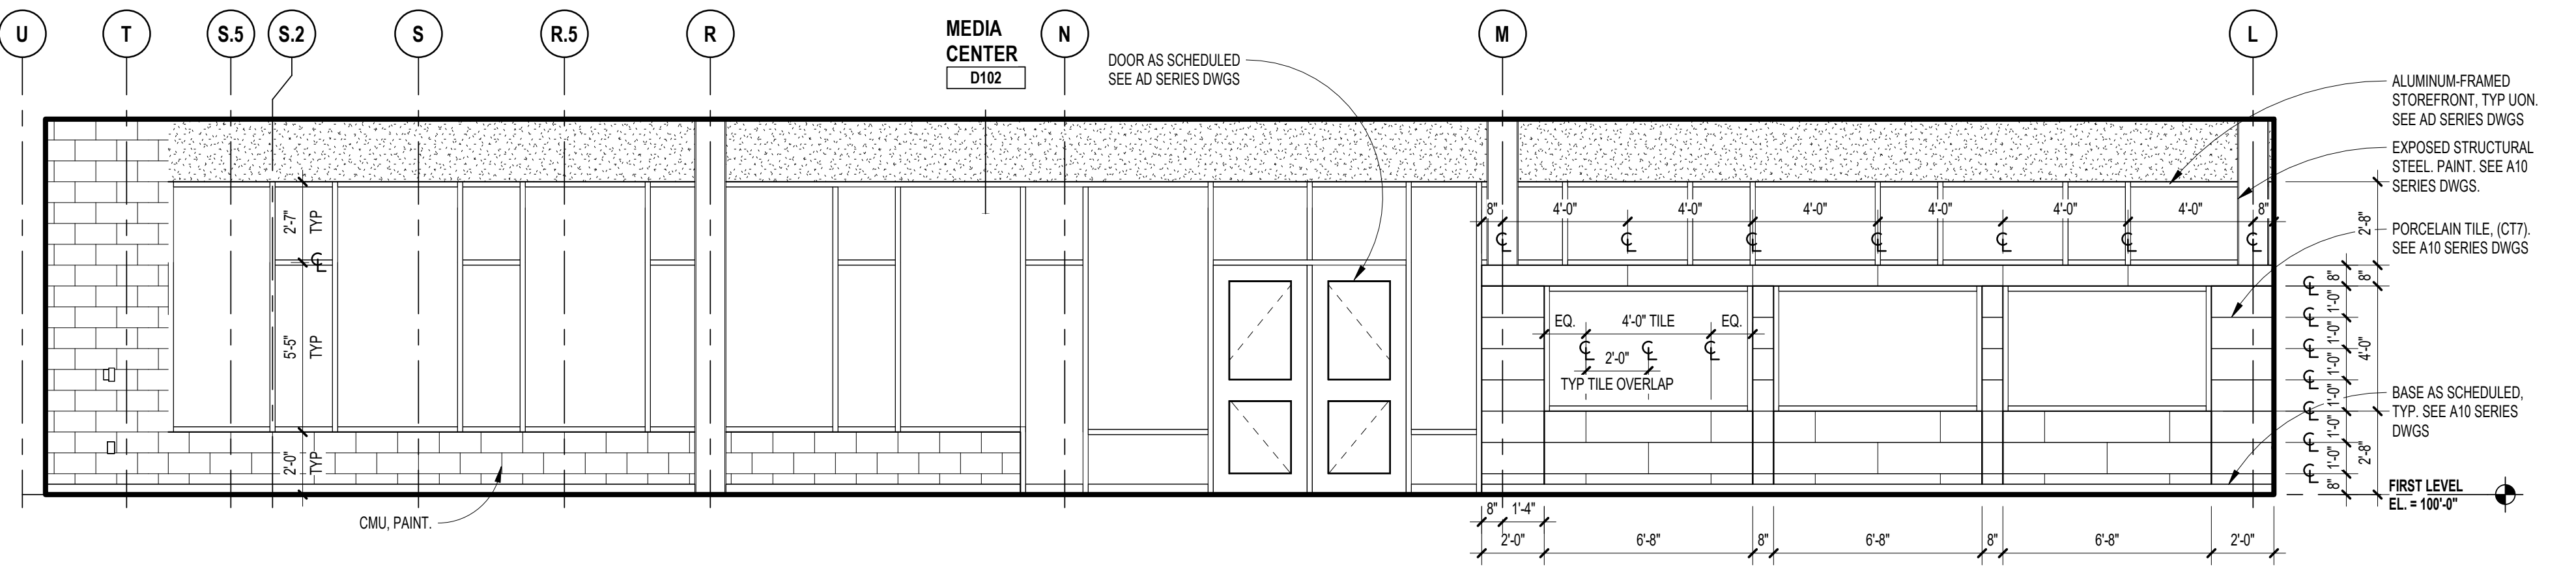 U
T
S.5
S.2
S
R.5
R
MEDIA
CENTER
D102
N
M
L
DOOR AS SCHEDULED
SEE AD SERIES DWGS
ALUMINUM-FRAMED
STOREFRONT, TYP UON.
SEE AD SERIES DWGS
EXPOSED STRUCTURAL
STEEL. PAINT. SEE A10
SERIES DWGS.
PORCELAIN TILE, (CT7).
SEE A10 SERIES DWGS
BASE AS SCHEDULED,
TYP. SEE A10 SERIES
DWGS
FIRST LEVEL
EL. = 100'-0"
2'-7" TYP
5'-5" TYP
2'-0" TYP
CMU, PAINT.
8" 4'-0" 4'-0" 4'-0" 4'-0" 4'-0" 4'-0" 8"
EQ. 4'-0" TILE EQ.
2'-0"
TYP TILE OVERLAP
2'-8"
8" 8"
1'-0"
1'-0"
4'-0"
1'-0"
1'-0"
1'-0"
1'-0"
2'-8"
8"
8" 1'-4"
2'-0" 6'-8" 8" 6'-8" 8" 6'-8" 2'-0"